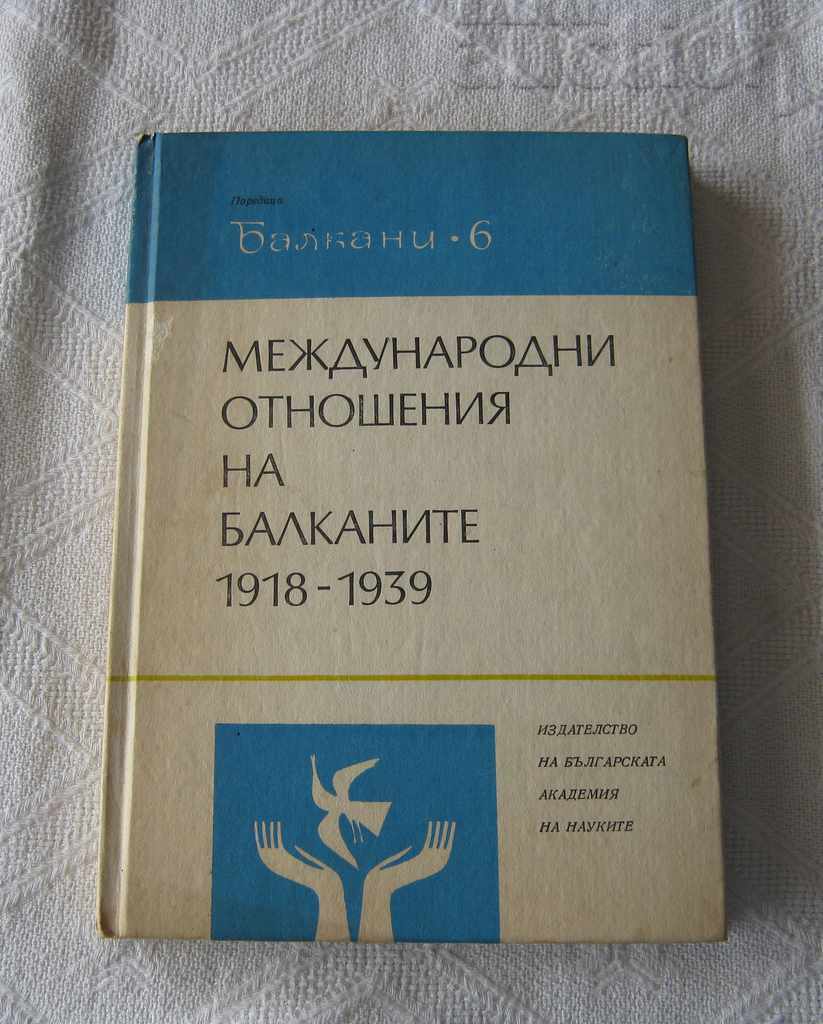 Поредица
Балкани · 6
МЕЖДУНАРОДНИ
ОТНОШЕНИЯ
НА
БАЛКАНИТЕ
1918-1939
ИЗДАТЕЛСТВО
НА БЪЛГАРСКАТА
АКАДЕМИЯ
НА НАУКИТЕ